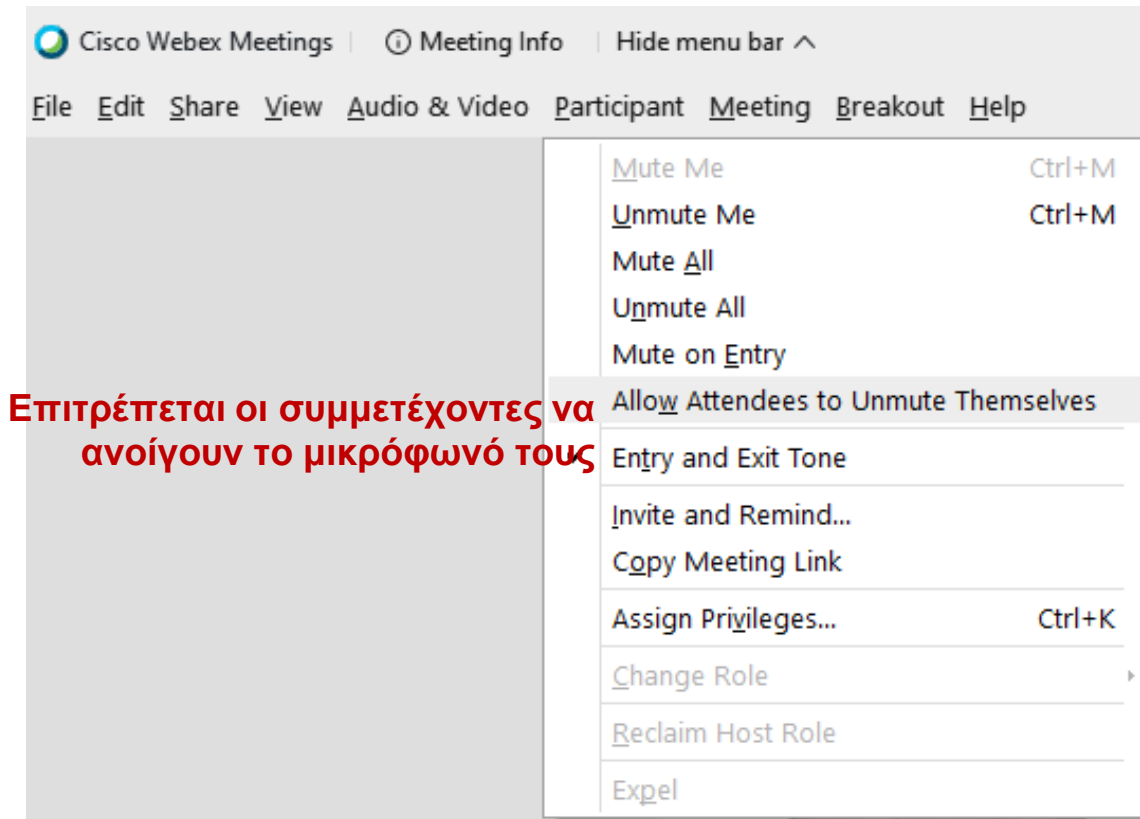 Cisco Webex Meetings Meeting Info Hide menu bar
File Edit Share View Audio & Video Participant Meeting Breakout Help
Mute Me Ctrl+M
Unmute Me Ctrl+M
Mute All
Unmute All
Mute on Entry
Allow Attendees to Unmute Themselves
Επιτρέπεται οι συμμετέχοντες να
ανοίγουν το μικρόφωνό τους
Entry and Exit Tone
Invite and Remind...
Copy Meeting Link
Assign Privileges... Ctrl+K
Change Role
Reclaim Host Role
Expel